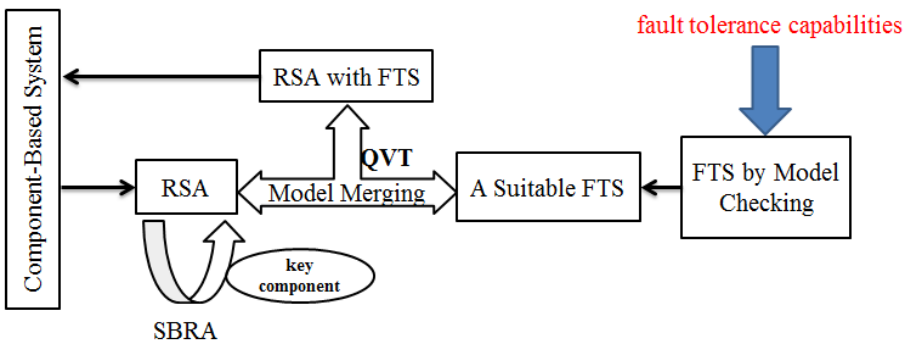 fault tolerance capabilities
Component-Based System
RSA with FTS
QVT
RSA
Model Merging
A Suitable FTS
FTS by Model
Checking
key
component
SBRA